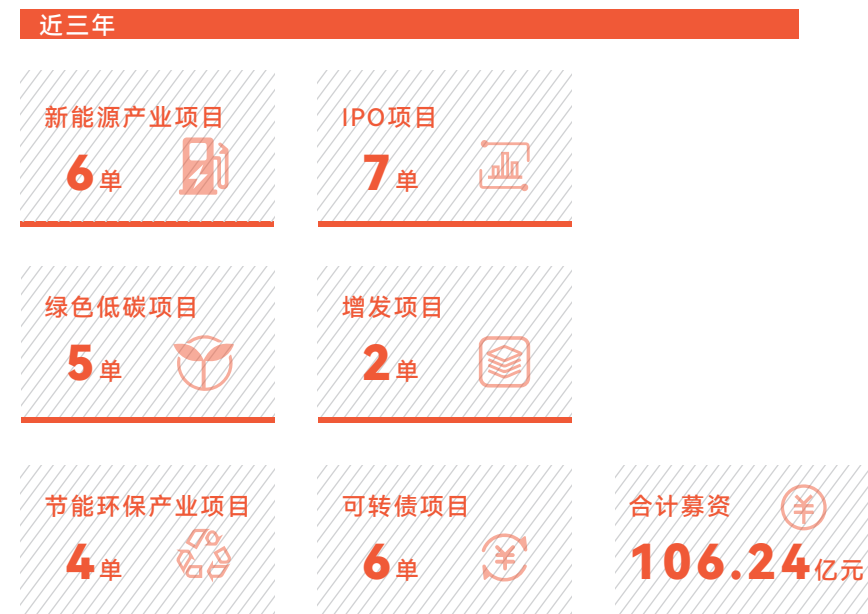 近三年
新能源产业项目
6单
IPO项目
7单
绿色低碳项目
5单
增发项目
2单
节能环保产业项目
4单
可转债项目
6单
合计募资
106.24亿元